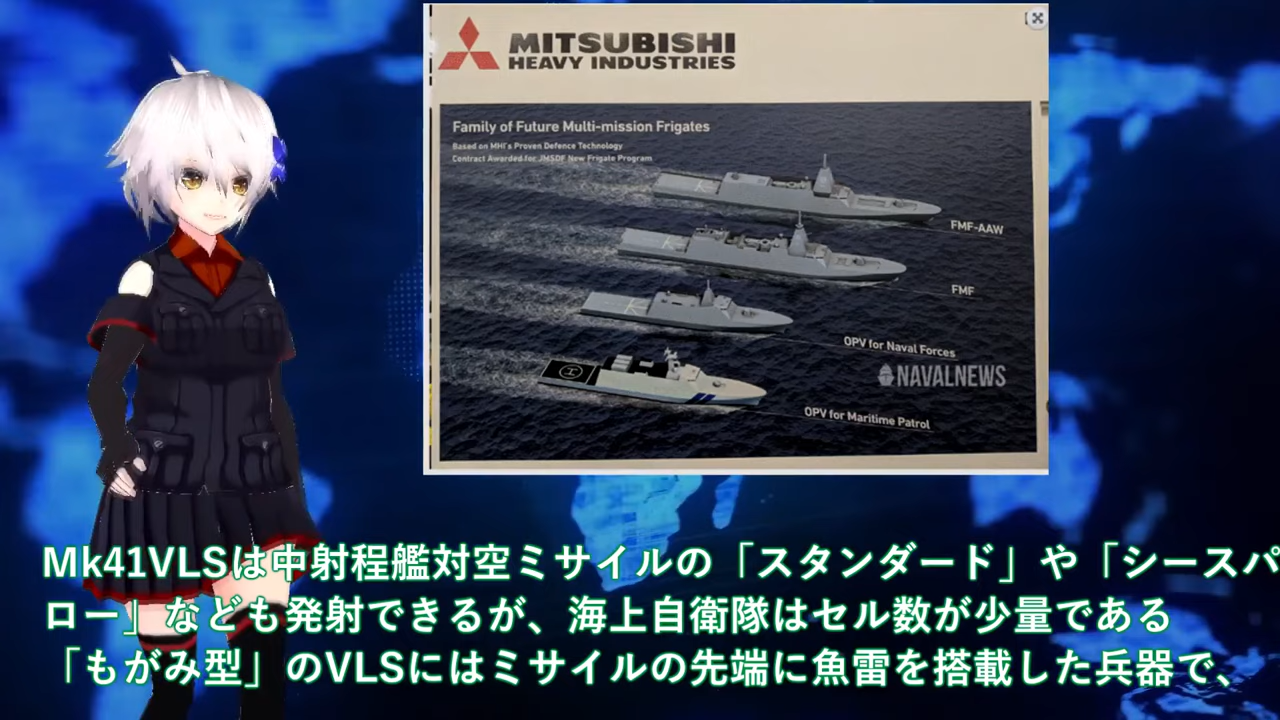 MITSUBISHI
HEAVY INDUSTRIES
Family of Future Multi-mission Frigates
Based on MHI's Proven Defence Technology
Contract Awarded for JMSDF New Frigate Program
FMF-AAW
FMF
OPV for Naval Forces
NAVALNEWS
OPV for Maritime Patrol
Mk41VLSは中射程艦対空ミサイルの「スタンダード」や「シースパ
ロー」なども発射できるが、海上自衛隊はセル数が少量である
「もがみ型」のVLSにはミサイルの先端に魚雷を搭載した兵器で、